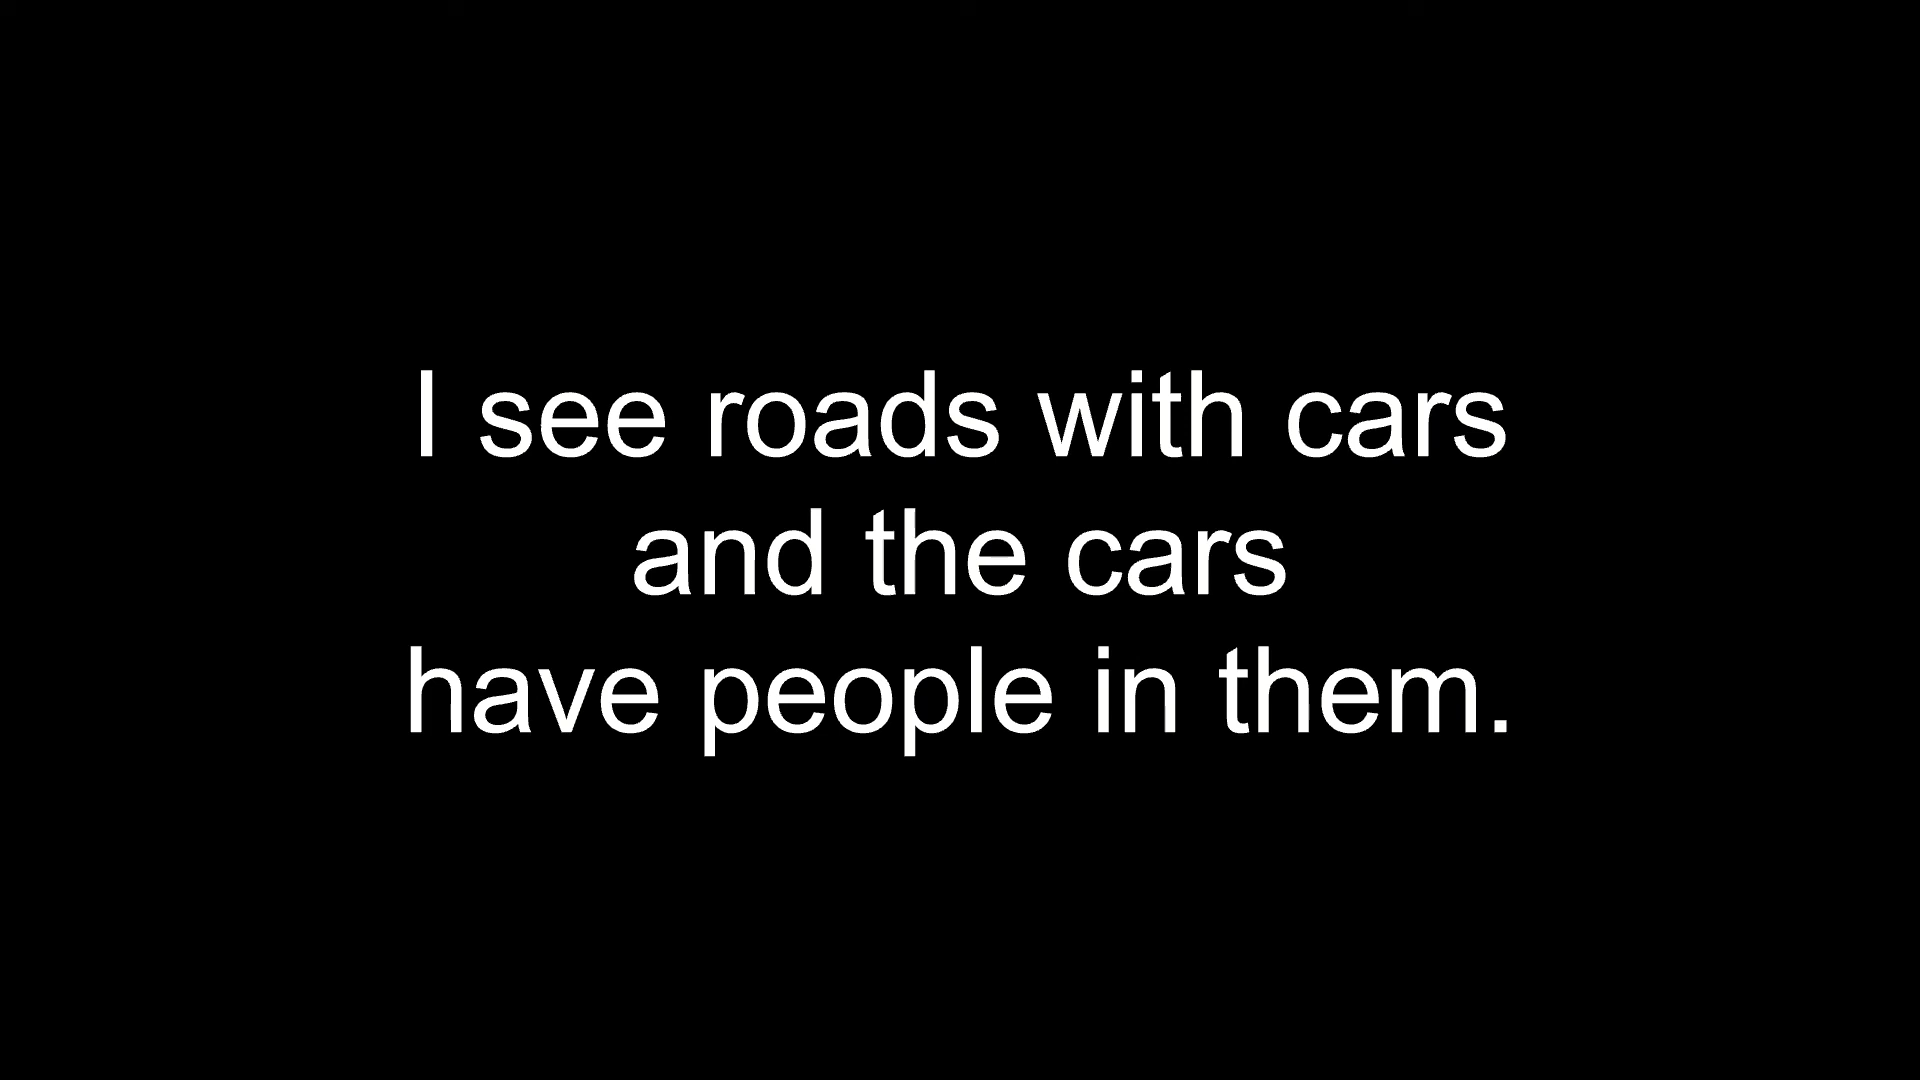 I see roads with cars
and the cars
have people in them.